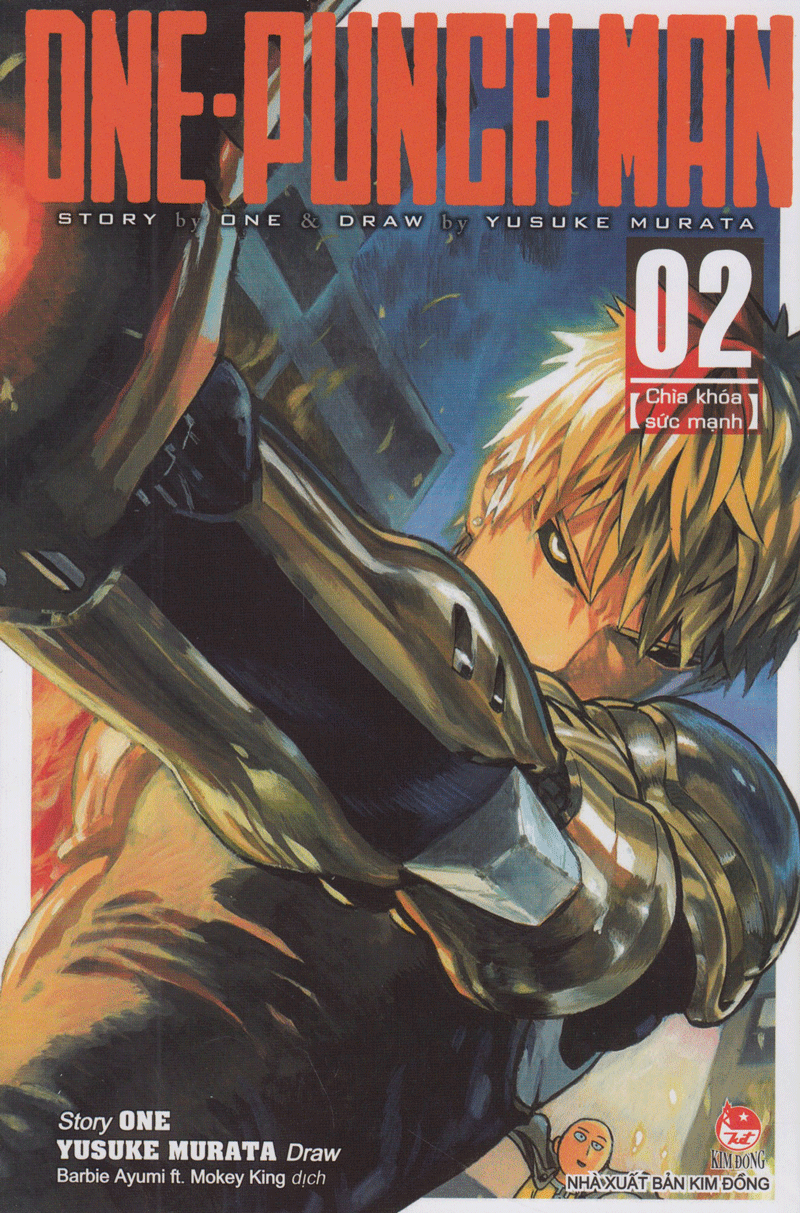 ONE-PUNCH MAN
STORY by ONE & DRAW by YUSUKE MURATA
02
【Chìa khóa
sức mạnh】
Story ONE
YUSUKE MURATA Draw
Barbie Ayumi ft. Mokey King dịch
kđ
KIM ĐỒNG
NHÀ XUẤT BẢN KIM ĐỒNG